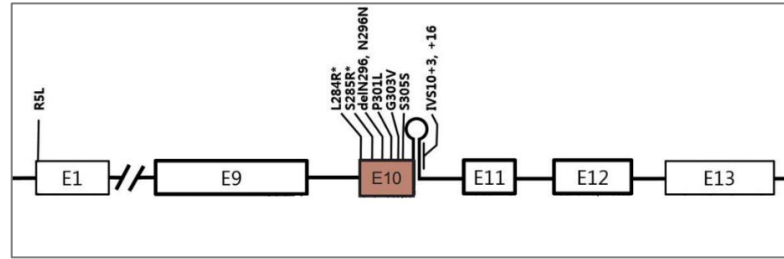 R5L
L284R*
S285R*
delN296, N296N
P301L
G303V
S305S
IVS10+3, +16
E1
E9
E10
E11
E12
E13